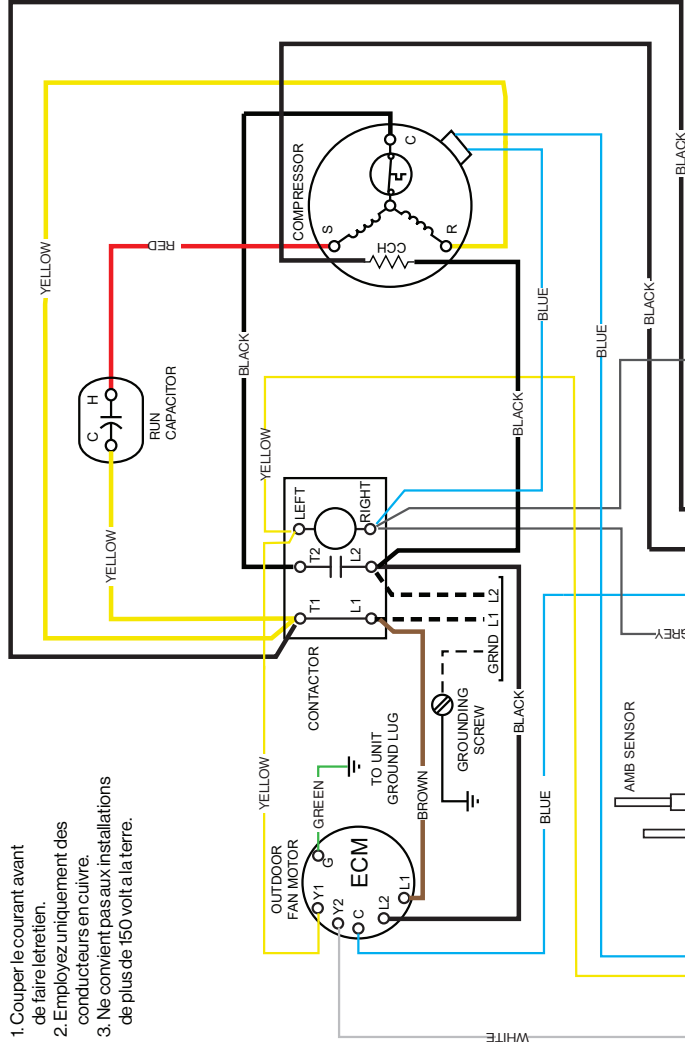 1. Couper le courant avant
de faire letretien.
2. Employez uniquement des
conducteurs en cuivre.
3. Ne convient pas aux installations
de plus de 150 volt a la terre.
YELLOW
RED
BLACK
COMPRESSOR
S
C
R
CCH
H
C
RUN
CAPACITOR
YELLOW
BLACK
YELLOW
BLUE
BLUE
BLACK
BLACK
LEFT
RIGHT
T2
L2
T1
L1
CONTACTOR
GRND
L1
L2
GREY
GROUNDING
SCREW
BLACK
TO UNIT
GROUND LUG
BROWN
YELLOW
GREEN
OUTDOOR
FAN MOTOR
ECM
G
Y1
Y2
C
L2
L1
BLUE
AMB SENSOR
WHITE